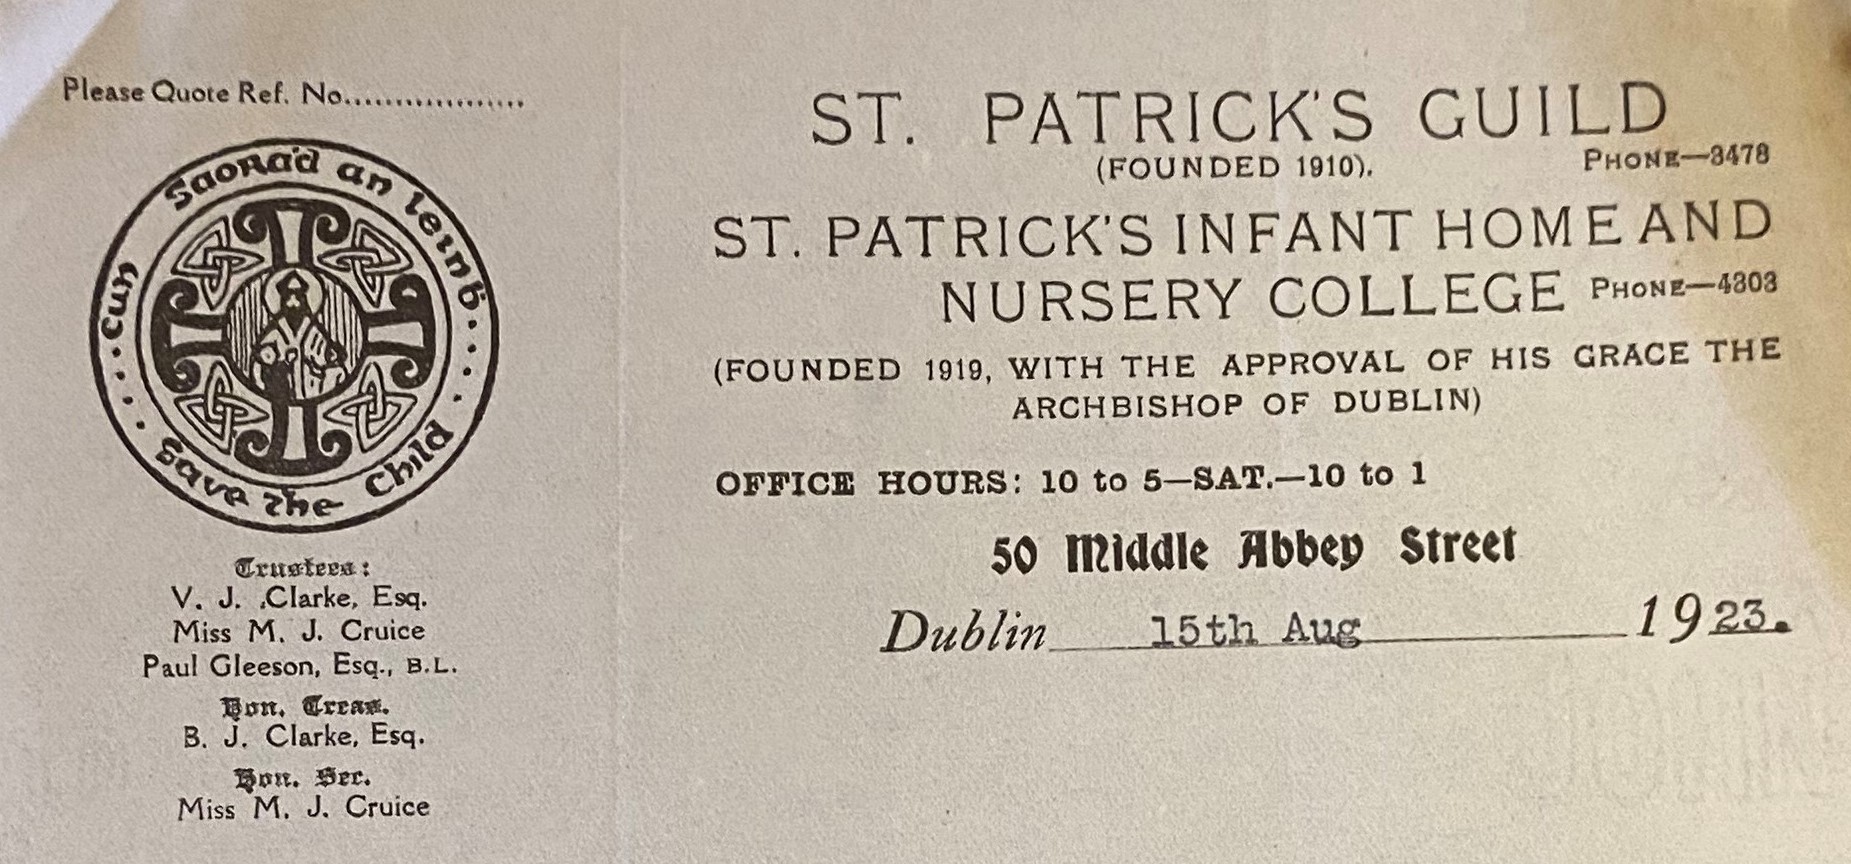 Please Quote Ref. No...................
cun Saoraḋ an leinḃ
Save the Child
Trustees:
V. J. Clarke, Esq.
Miss M. J. Cruice
Paul Gleeson, Esq., B.L.
Hon. Treas.
B. J. Clarke, Esq.
Hon. Sec.
Miss M. J. Cruice
ST. PATRICK'S GUILD
(FOUNDED 1910). PHONE—3478
ST. PATRICK'S INFANT HOME AND
NURSERY COLLEGE PHONE—4303
(FOUNDED 1919, WITH THE APPROVAL OF HIS GRACE THE
ARCHBISHOP OF DUBLIN)
OFFICE HOURS: 10 to 5—SAT.—10 to 1
50 Middle Abbey Street
Dublin 15th Aug 1923.